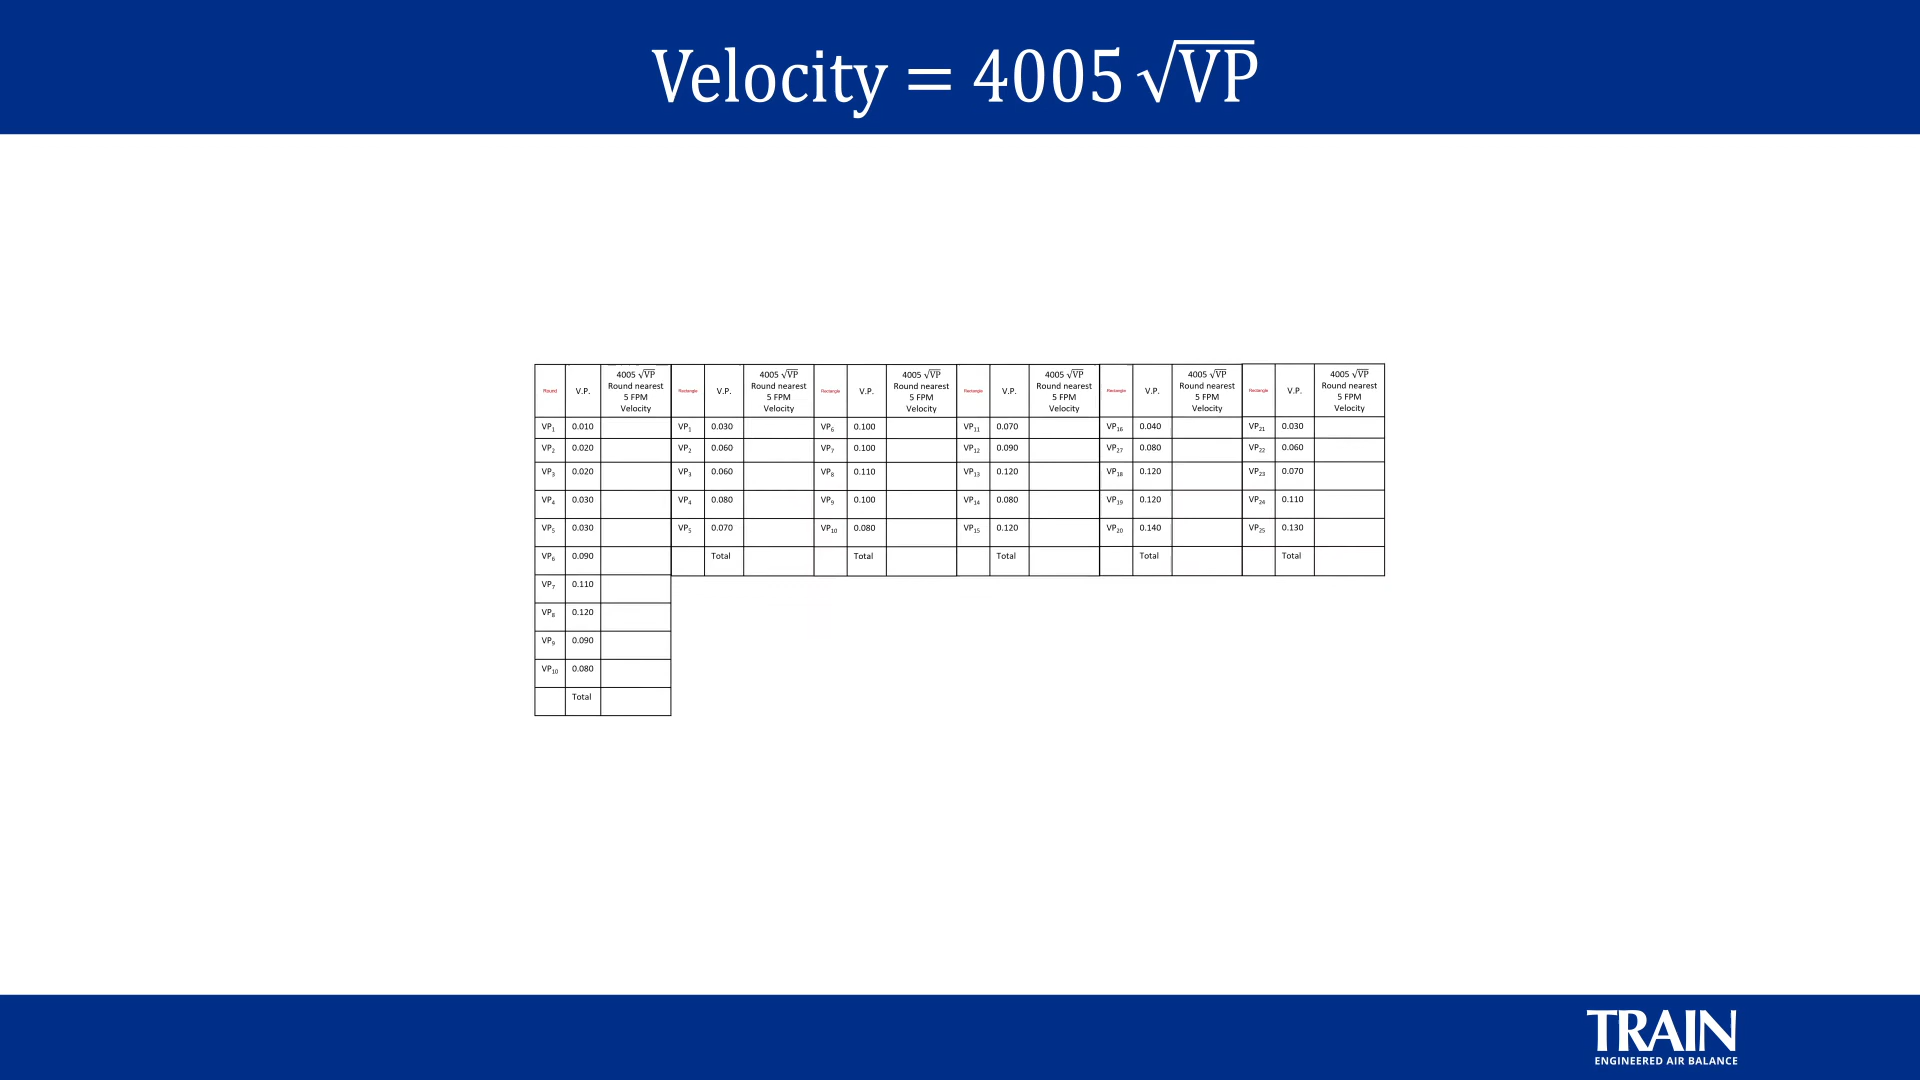 Velocity = 4005 √VP
Round V.P. 4005 √VP Round nearest 5 FPM Velocity Rectangle V.P. 4005 √VP Round nearest 5 FPM Velocity Rectangle V.P. 4005 √VP Round nearest 5 FPM Velocity Rectangle V.P. 4005 √VP Round nearest 5 FPM Velocity Rectangle V.P. 4005 √VP Round nearest 5 FPM Velocity Rectangle V.P. 4005 √VP Round nearest 5 FPM Velocity
VP1 0.010 VP1 0.030 VP6 0.100 VP11 0.070 VP16 0.040 VP21 0.030
VP2 0.020 VP2 0.060 VP7 0.100 VP12 0.090 VP27 0.080 VP22 0.060
VP3 0.020 VP3 0.060 VP8 0.110 VP13 0.120 VP18 0.120 VP23 0.070
VP4 0.030 VP4 0.080 VP9 0.100 VP14 0.080 VP19 0.120 VP24 0.110
VP5 0.030 VP5 0.070 VP10 0.080 VP15 0.120 VP20 0.140 VP25 0.130
VP6 0.090 Total Total Total Total Total
VP7 0.110
VP8 0.120
VP9 0.090
VP10 0.080
Total
TRAIN
ENGINEERED AIR BALANCE